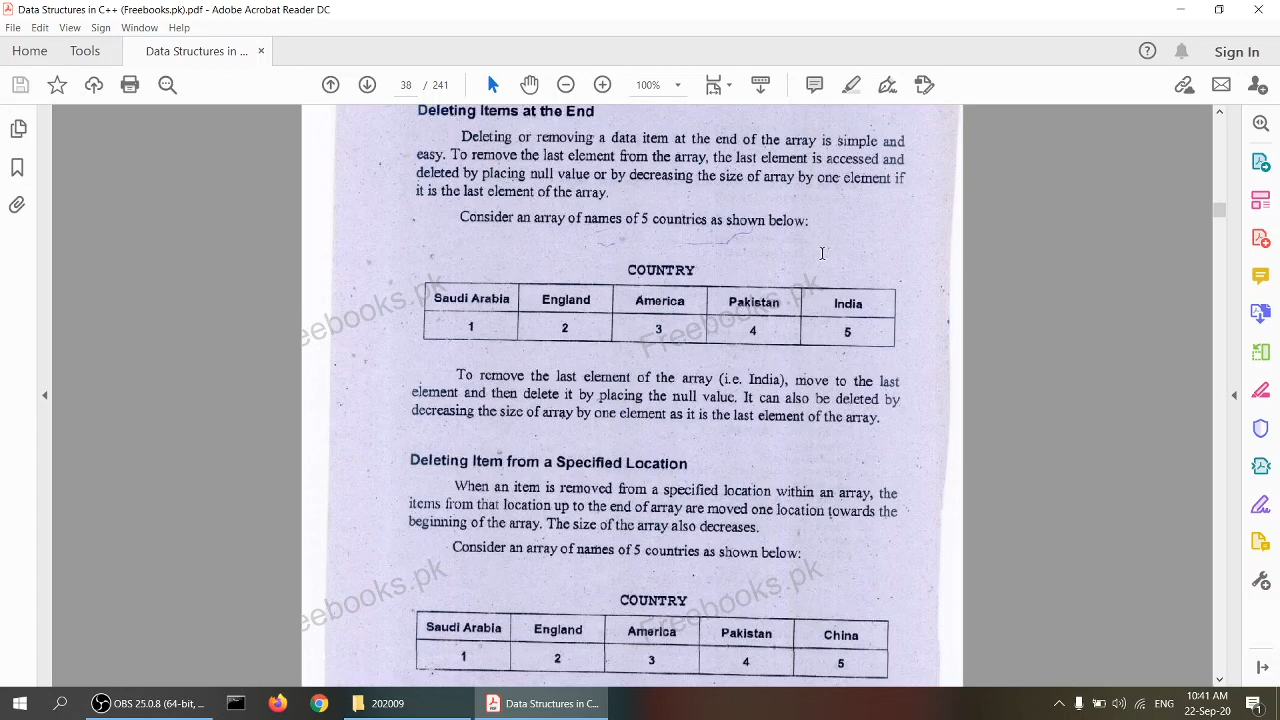 Data Structures in C++ (Freebooks.pk).pdf - Adobe Acrobat Reader DC
File Edit View Sign Window Help
Home Tools Data Structures in ... × Sign In
38 / 241 100%
Deleting Items at the End
Deleting or removing a data item at the end of the array is simple and
easy. To remove the last element from the array, the last element is accessed and
deleted by placing null value or by decreasing the size of array by one element if
it is the last element of the array.
Consider an array of names of 5 countries as shown below:
COUNTRY
Saudi Arabia England America Pakistan India
1 2 3 4 5
Freebooks.pk
Freebooks.pk
To remove the last element of the array (i.e. India), move to the last
element and then delete it by placing the null value. It can also be deleted by
decreasing the size of array by one element as it is the last element of the array.
Deleting Item from a Specified Location
When an item is removed from a specified location within an array, the
items from that location up to the end of array are moved one location towards the
beginning of the array. The size of the array also decreases.
Consider an array of names of 5 countries as shown below:
Freebooks.pk
Freebooks.pk
COUNTRY
Saudi Arabia England America Pakistan China
1 2 3 4 5
OBS 25.0.8 (64-bit, ... 202009 Data Structures in C... ENG 10:41 AM
22-Sep-20